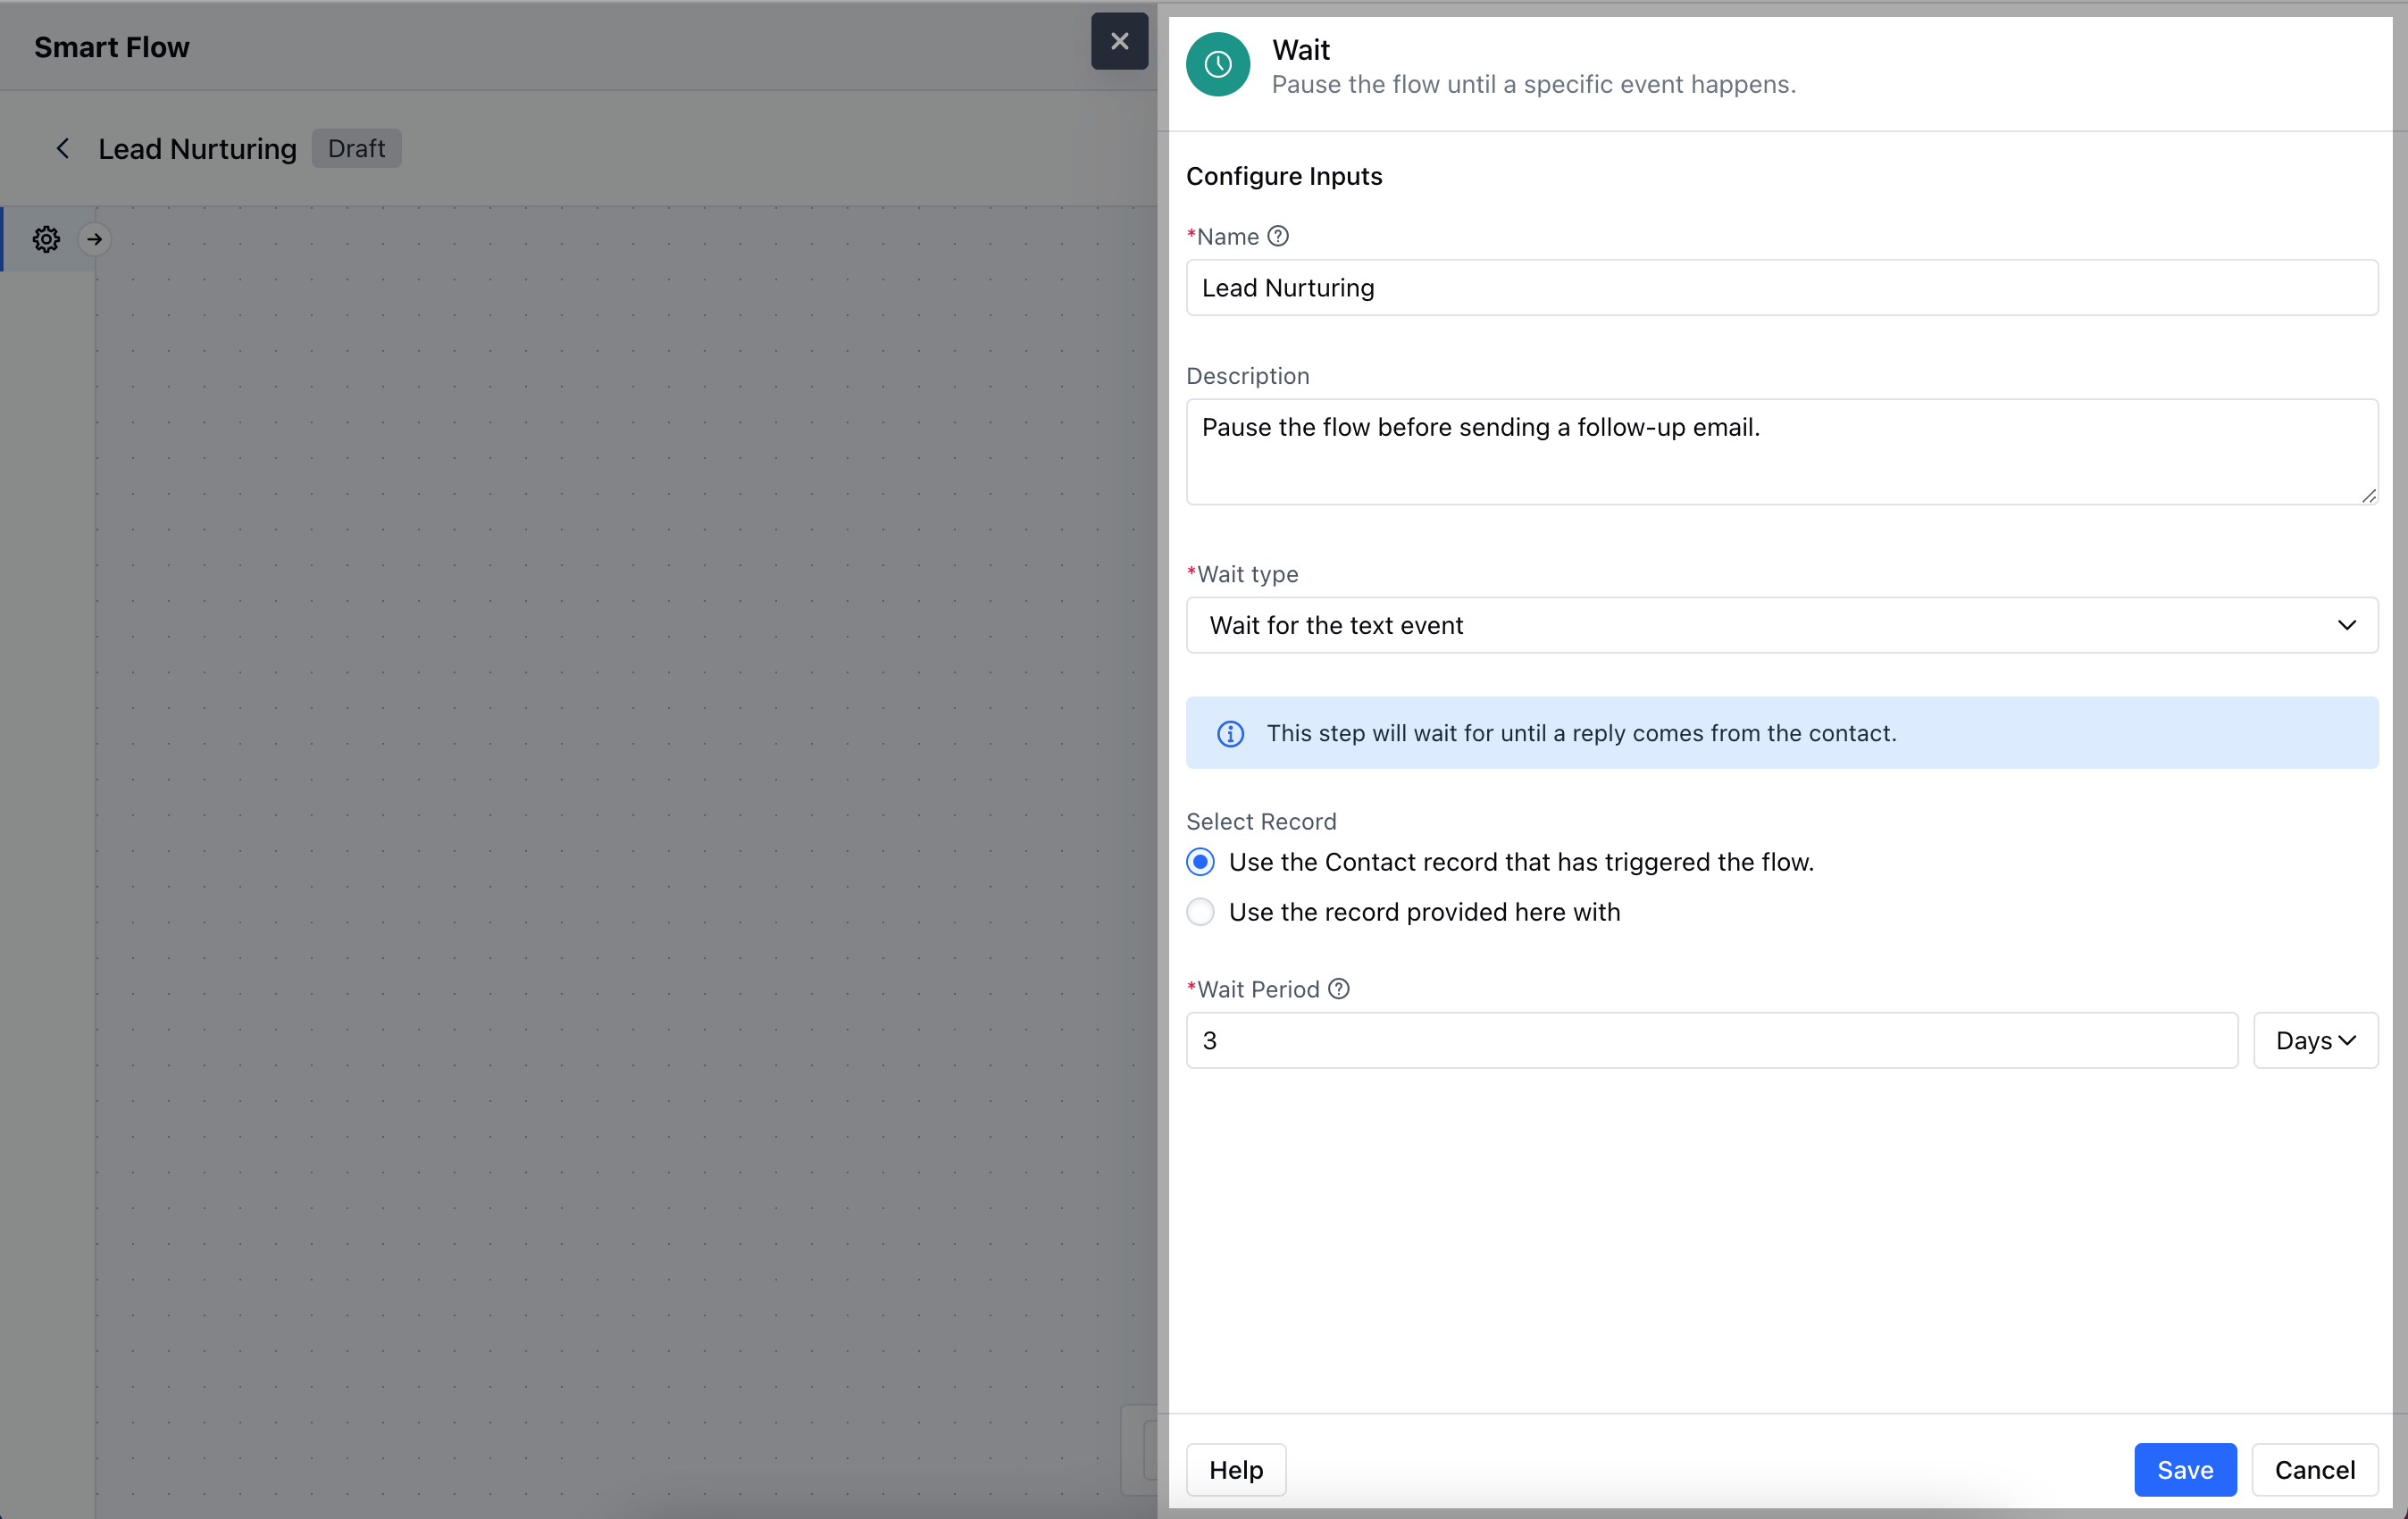 Smart Flow
Lead Nurturing Draft
Wait
Pause the flow until a specific event happens.
Configure Inputs
*Name
Lead Nurturing
Description
Pause the flow before sending a follow-up email.
*Wait type
Wait for the text event
This step will wait for until a reply comes from the contact.
Select Record
Use the Contact record that has triggered the flow.
Use the record provided here with
*Wait Period
3 Days
Help Save Cancel